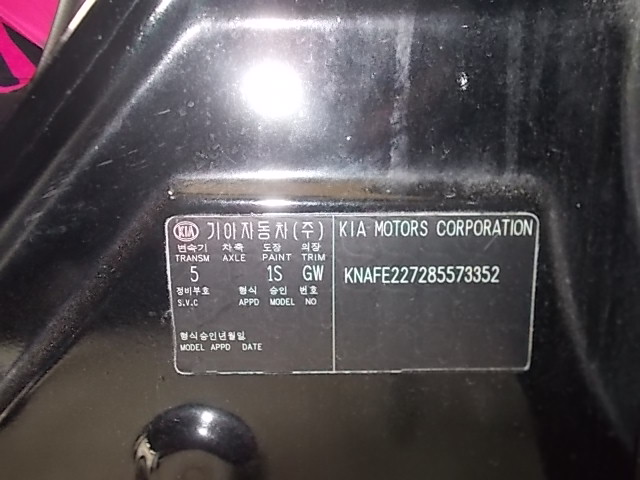 KIA 기아자동차(주)
변속기 차축 도장 의장
TRANSM AXLE PAINT TRIM
5 1S GW
정비부호 형식 승인 번호
S.V.C APPD MODEL NO
형식승인년월일
MODEL APPD DATE
KIA MOTORS CORPORATION
KNAFE227285573352